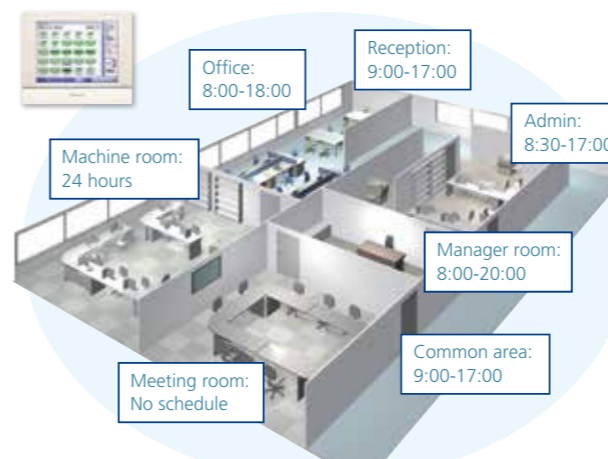 Reception:
9:00-17:00
Office:
8:00-18:00
Admin:
8:30-17:00
Machine room:
24 hours
Manager room:
8:00-20:00
Common area:
9:00-17:00
Meeting room:
No schedule